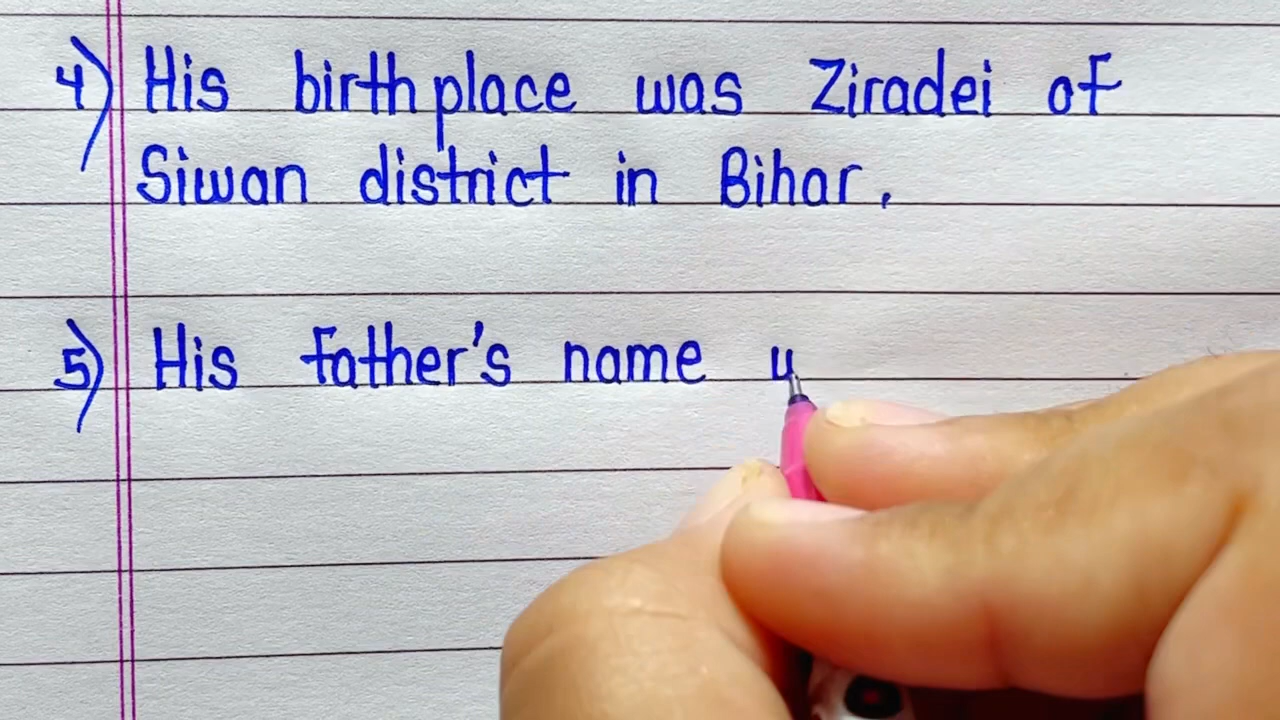 4) His birthplace was Ziradei of
Siwan district in Bihar.
5) His father's name